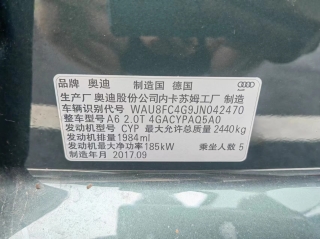 品牌 奥迪 制造国 德国
生产厂 奥迪股份公司内卡苏姆工厂 制造
车辆识别代号 WAU8FC4G9JN042470
整车型号 A6 2.0T 4GACYPAQ5A0
发动机型号 CYP 最大允许总质量 2440kg
发动机排量 1984ml
发动机最大净功率 185kW 乘坐人数 5
制造年月 2017.09